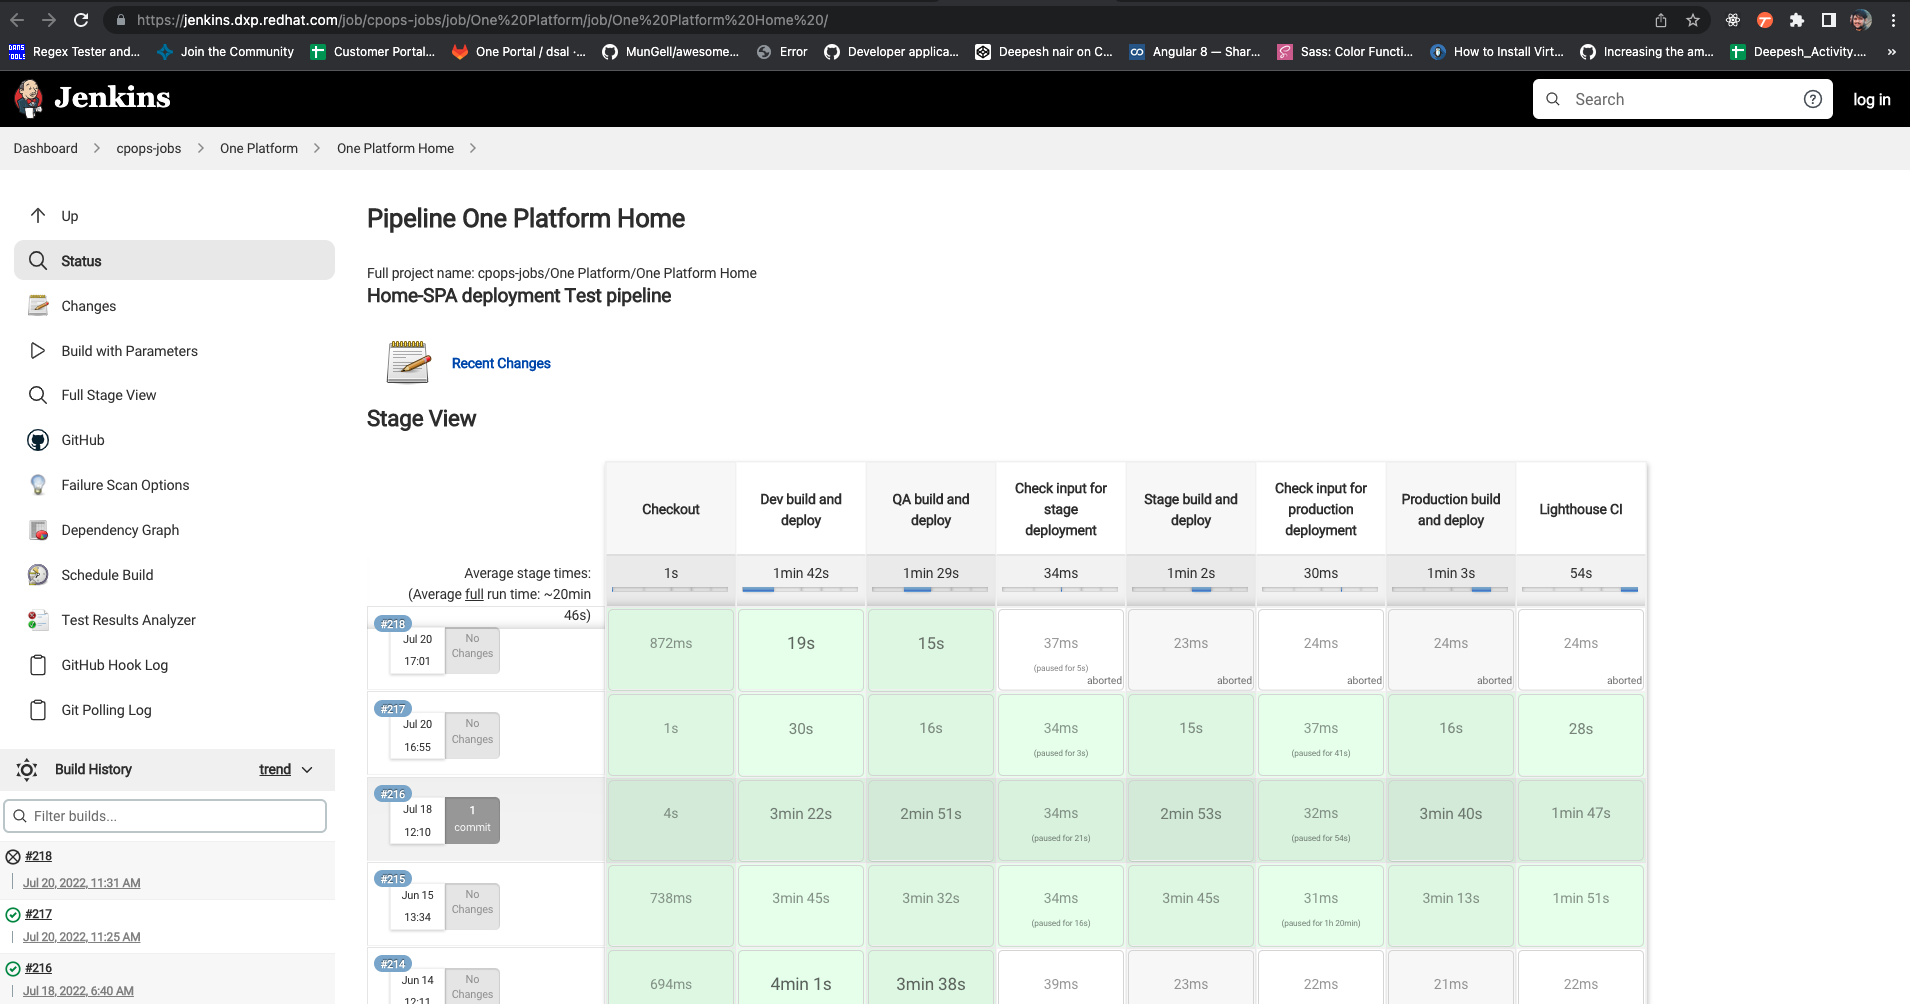 https://jenkins.dxp.redhat.com/job/cpops-jobs/job/One%20Platform/job/One%20Platform%20Home%20/
DANS TOOLS Regex Tester and... Join the Community Customer Portal... One Portal / dsal ·... MunGell/awesome... Error Developer applica... Deepesh nair on C... Angular 8 — Shar... Sass: Color Functi... How to Install Virt... Increasing the am... Deepesh_Activity.... »
Jenkins Search log in
Dashboard cpops-jobs One Platform One Platform Home
Up
Status
Changes
Build with Parameters
Full Stage View
GitHub
Failure Scan Options
Dependency Graph
Schedule Build
Test Results Analyzer
GitHub Hook Log
Git Polling Log
Build History trend
Filter builds...
#218
Jul 20, 2022, 11:31 AM
#217
Jul 20, 2022, 11:25 AM
#216
Jul 18, 2022, 6:40 AM
Pipeline One Platform Home
Full project name: cpops-jobs/One Platform/One Platform Home
Home-SPA deployment Test pipeline
Recent Changes
Stage View
Checkout
Dev build and
deploy
QA build and
deploy
Check input for
stage
deployment
Stage build and
deploy
Check input for
production
deployment
Production build
and deploy
Lighthouse CI
Average stage times:
(Average full run time: ~20min
46s)
1s 1min 42s 1min 29s 34ms 1min 2s 30ms 1min 3s 54s
#218
Jul 20
17:01
No
Changes
872ms 19s 15s 37ms 23ms 24ms 24ms 24ms
(paused for 5s)
aborted aborted aborted aborted aborted
#217
Jul 20
16:55
No
Changes
1s 30s 16s 34ms 15s 37ms 16s 28s
(paused for 3s) (paused for 41s)
#216
Jul 18
12:10
1
commit
4s 3min 22s 2min 51s 34ms 2min 53s 32ms 3min 40s 1min 47s
(paused for 21s) (paused for 54s)
#215
Jun 15
13:34
No
Changes
738ms 3min 45s 3min 32s 34ms 3min 45s 31ms 3min 13s 1min 51s
(paused for 16s) (paused for 1h 20min)
#214
Jun 14
12:11
No
Changes
694ms 4min 1s 3min 38s 39ms 23ms 22ms 21ms 22ms